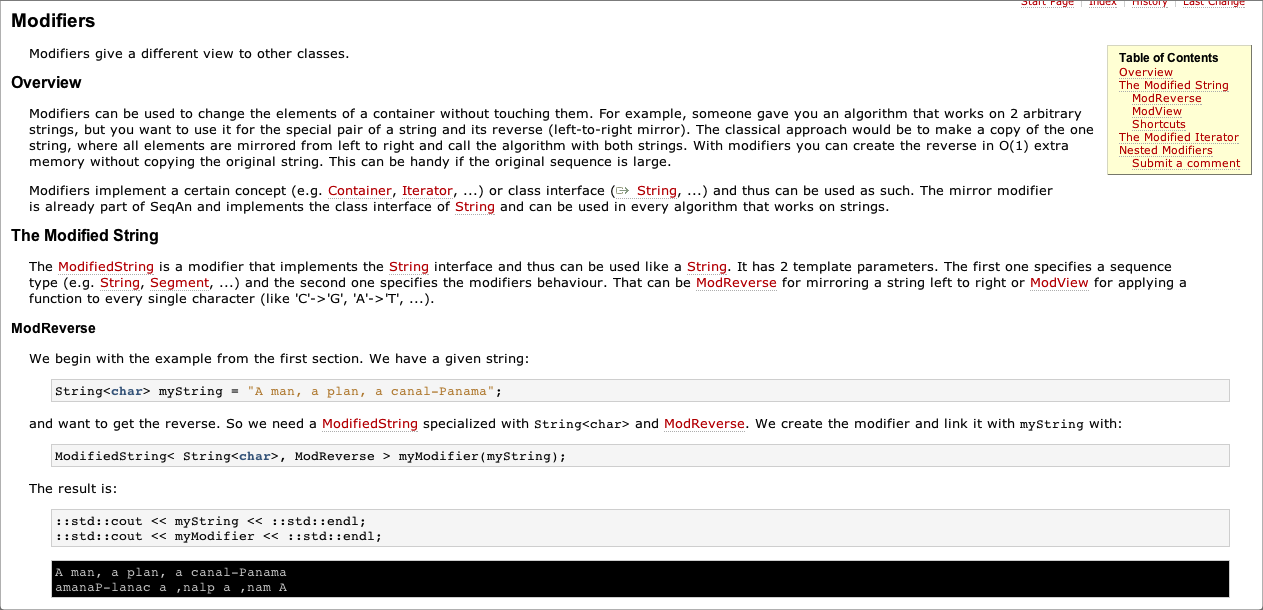 Start Page | Index | History | Last Change
Modifiers
Modifiers give a different view to other classes.
Table of Contents
Overview
The Modified String
ModReverse
ModView
Shortcuts
The Modified Iterator
Nested Modifiers
Submit a comment
Overview
Modifiers can be used to change the elements of a container without touching them. For example, someone gave you an algorithm that works on 2 arbitrary
strings, but you want to use it for the special pair of a string and its reverse (left-to-right mirror). The classical approach would be to make a copy of the one
string, where all elements are mirrored from left to right and call the algorithm with both strings. With modifiers you can create the reverse in O(1) extra
memory without copying the original string. This can be handy if the original sequence is large.
Modifiers implement a certain concept (e.g. Container, Iterator, ...) or class interface (String, ...) and thus can be used as such. The mirror modifier
is already part of SeqAn and implements the class interface of String and can be used in every algorithm that works on strings.
The Modified String
The ModifiedString is a modifier that implements the String interface and thus can be used like a String. It has 2 template parameters. The first one specifies a sequence
type (e.g. String, Segment, ...) and the second one specifies the modifiers behaviour. That can be ModReverse for mirroring a string left to right or ModView for applying a
function to every single character (like 'C'->'G', 'A'->'T', ...).
ModReverse
We begin with the example from the first section. We have a given string:
String<char> myString = "A man, a plan, a canal-Panama";
and want to get the reverse. So we need a ModifiedString specialized with String<char> and ModReverse. We create the modifier and link it with myString with:
ModifiedString< String<char>, ModReverse > myModifier(myString);
The result is:
::std::cout << myString << ::std::endl;
::std::cout << myModifier << ::std::endl;
A man, a plan, a canal-Panama
amanaP-lanac a ,nalp a ,nam A